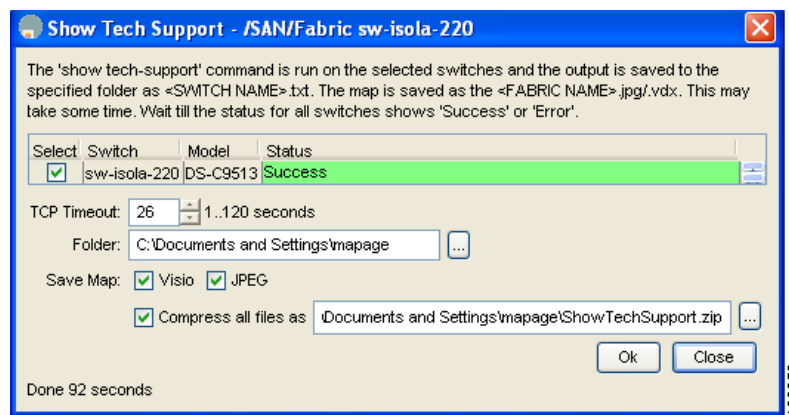 Show Tech Support - /SAN/Fabric sw-isola-220
The 'show tech-support' command is run on the selected switches and the output is saved to the
specified folder as <SWITCH NAME>.txt. The map is saved as the <FABRIC NAME>.jpg/.vdx. This may
take some time. Wait till the status for all switches shows 'Success' or 'Error'.
Select Switch Model Status
sw-isola-220 DS-C9513 Success
TCP Timeout: 26 1..120 seconds
Folder: C:\Documents and Settings\mapage ...
Save Map: Visio JPEG
Compress all files as \Documents and Settings\mapage\ShowTechSupport.zip ...
Ok Close
Done 92 seconds